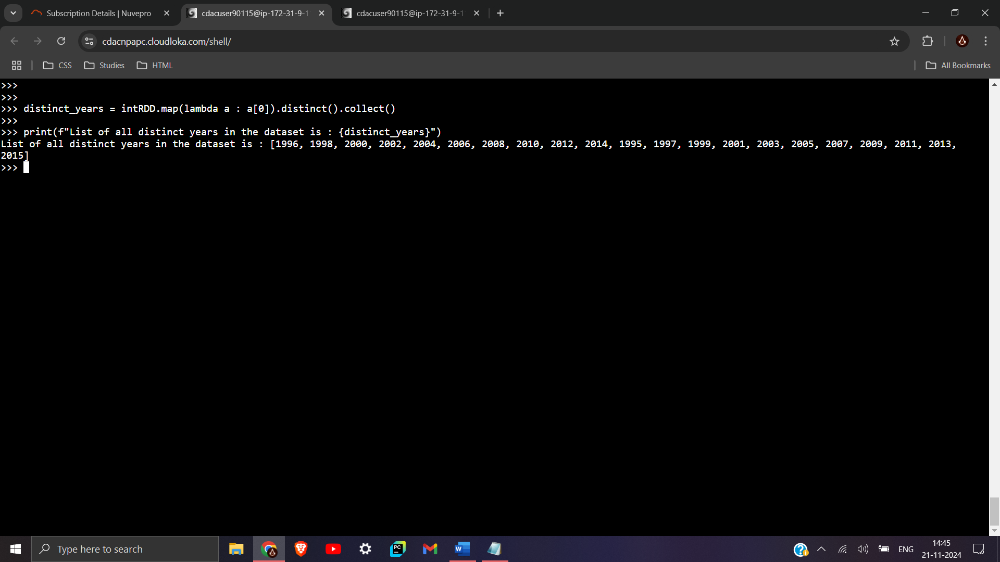 Subscription Details | Nuvepro
cdacuser90115@ip-172-31-9-1
cdacuser90115@ip-172-31-9-1
cdacnpapc.cloudloka.com/shell/
CSS
Studies
HTML
All Bookmarks
>>>
>>>
>>> distinct_years = intRDD.map(lambda a : a[0]).distinct().collect()
>>>
>>> print(f"List of all distinct years in the dataset is : {distinct_years}")
List of all distinct years in the dataset is : [1996, 1998, 2000, 2002, 2004, 2006, 2008, 2010, 2012, 2014, 1995, 1997, 1999, 2001, 2003, 2005, 2007, 2009, 2011, 2013,
2015]
>>>
Type here to search
PC
W
ENG
14:45
21-11-2024